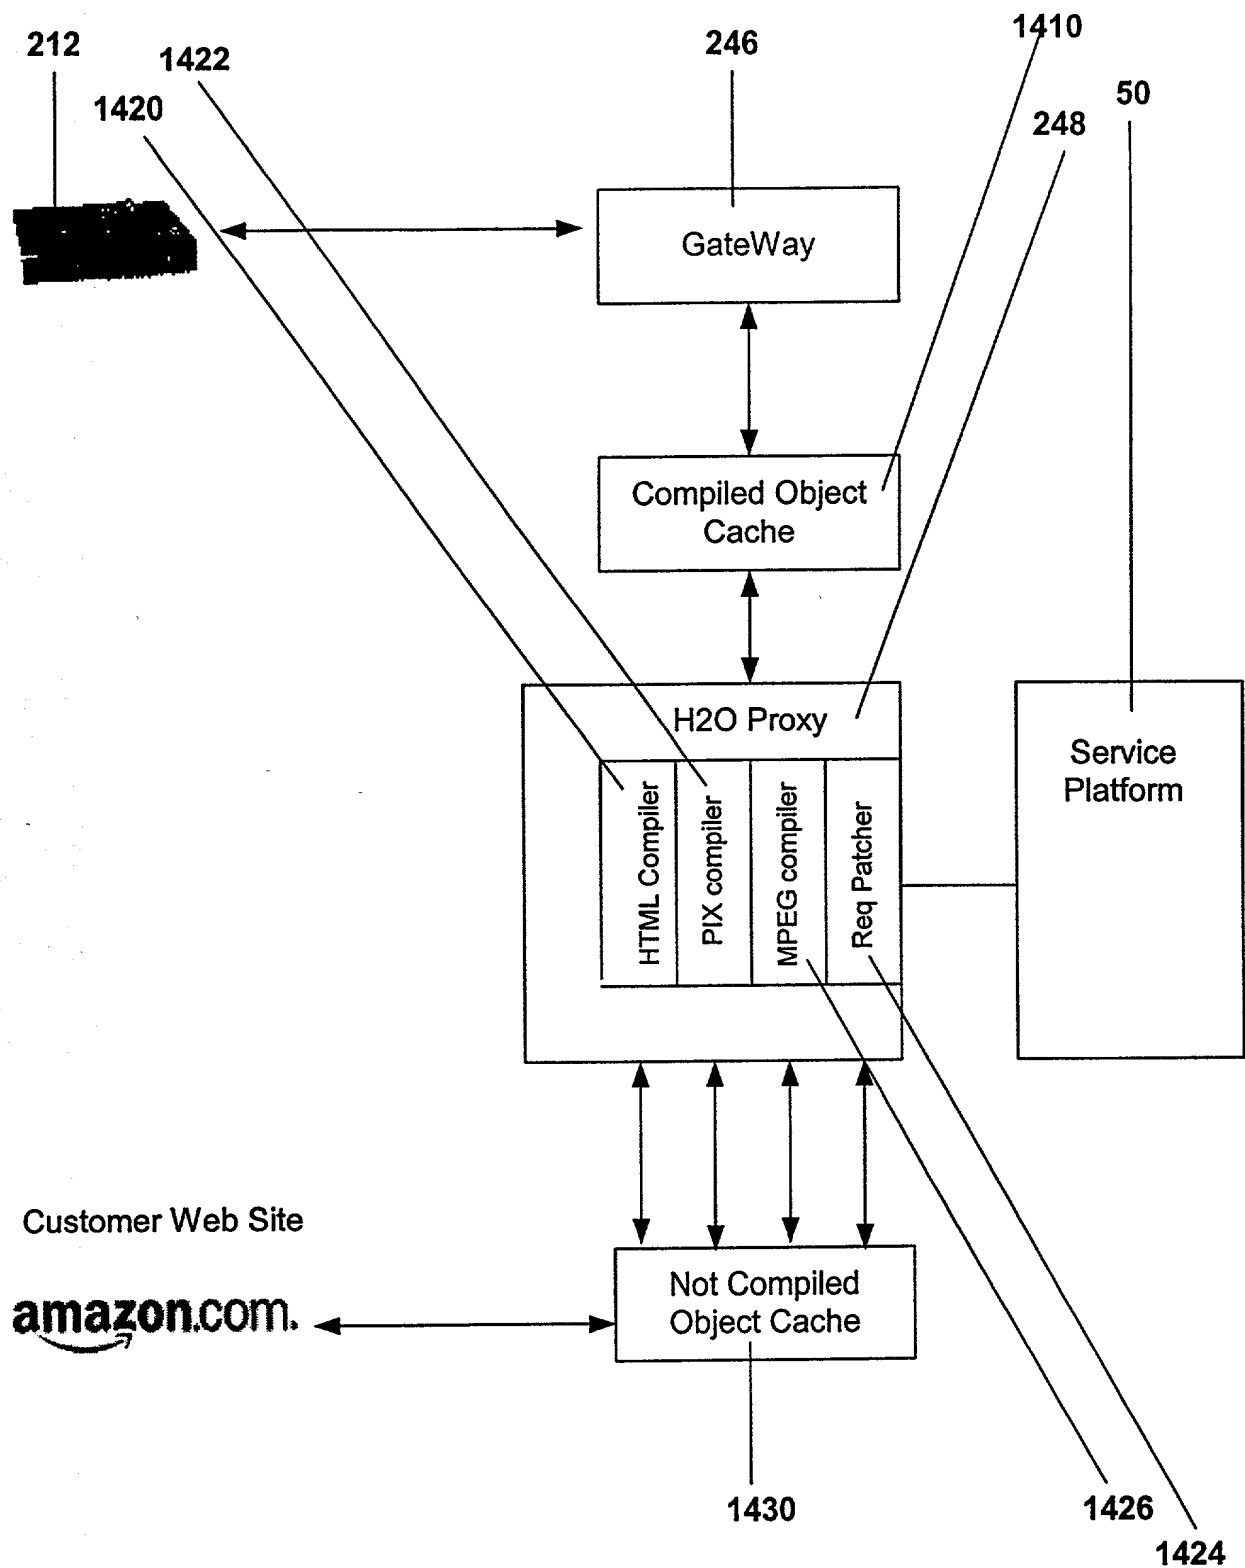 1410
212
1422
246
50
1420
248
GateWay
Compiled Object
Cache
H2O Proxy
Service
Platform
HTML Compiler
PIX compiler
MPEG compiler
Req Patcher
Customer Web Site
amazon.com.
Not Compiled
Object Cache
1430
1426
1424